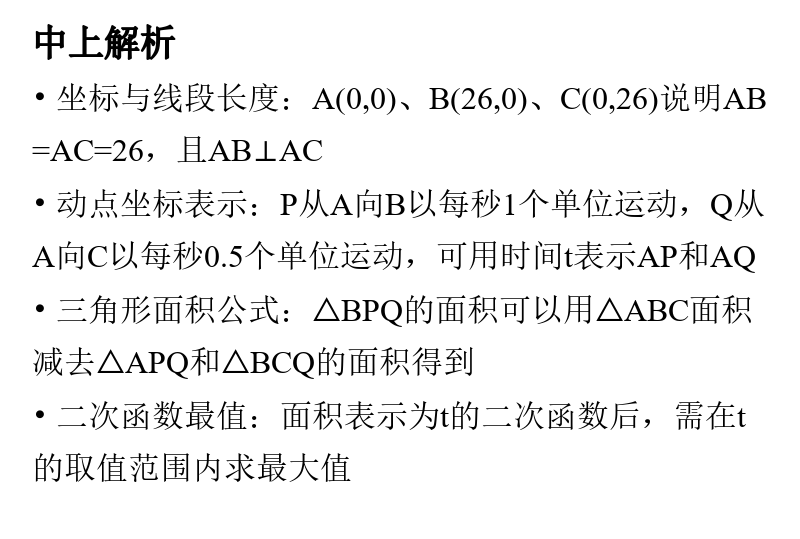 中上解析
• 坐标与线段长度：A(0,0)、B(26,0)、C(0,26)说明AB
=AC=26，且AB⊥AC
• 动点坐标表示：P从A向B以每秒1个单位运动，Q从
A向C以每秒0.5个单位运动，可用时间t表示AP和AQ
• 三角形面积公式：△BPQ的面积可以用△ABC面积
减去△APQ和△BCQ的面积得到
• 二次函数最值：面积表示为t的二次函数后，需在t
的取值范围内求最大值